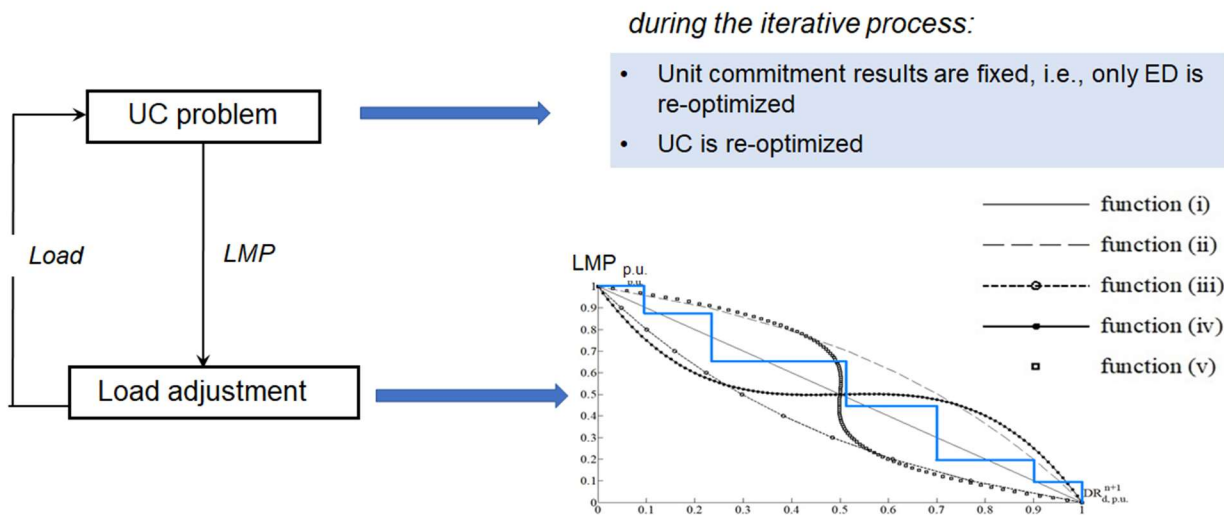 during the iterative process:
• Unit commitment results are fixed, i.e., only ED is
re-optimized
• UC is re-optimized
UC problem
Load
LMP
Load adjustment
function (i)
function (ii)
function (iii)
function (iv)
function (v)
LMP p.u.
p.u.
1
0.9
0.8
0.7
0.6
0.5
0.4
0.3
0.2
0.1
0
DR n+1 d, p.u.
0 0.1 0.2 0.3 0.4 0.5 0.6 0.7 0.8 0.9 1